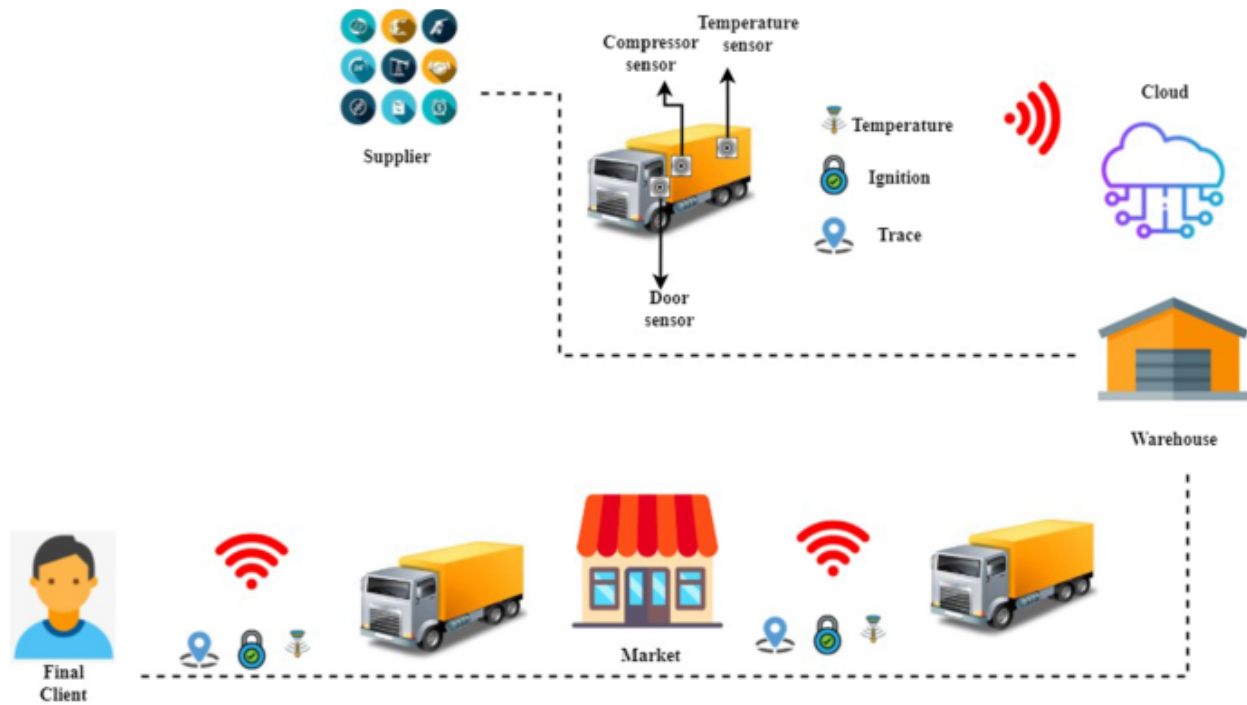 Temperature
sensor
Compressor
sensor
Cloud
Supplier
Temperature
Ignition
Trace
Door
sensor
Warehouse
Market
Final
Client